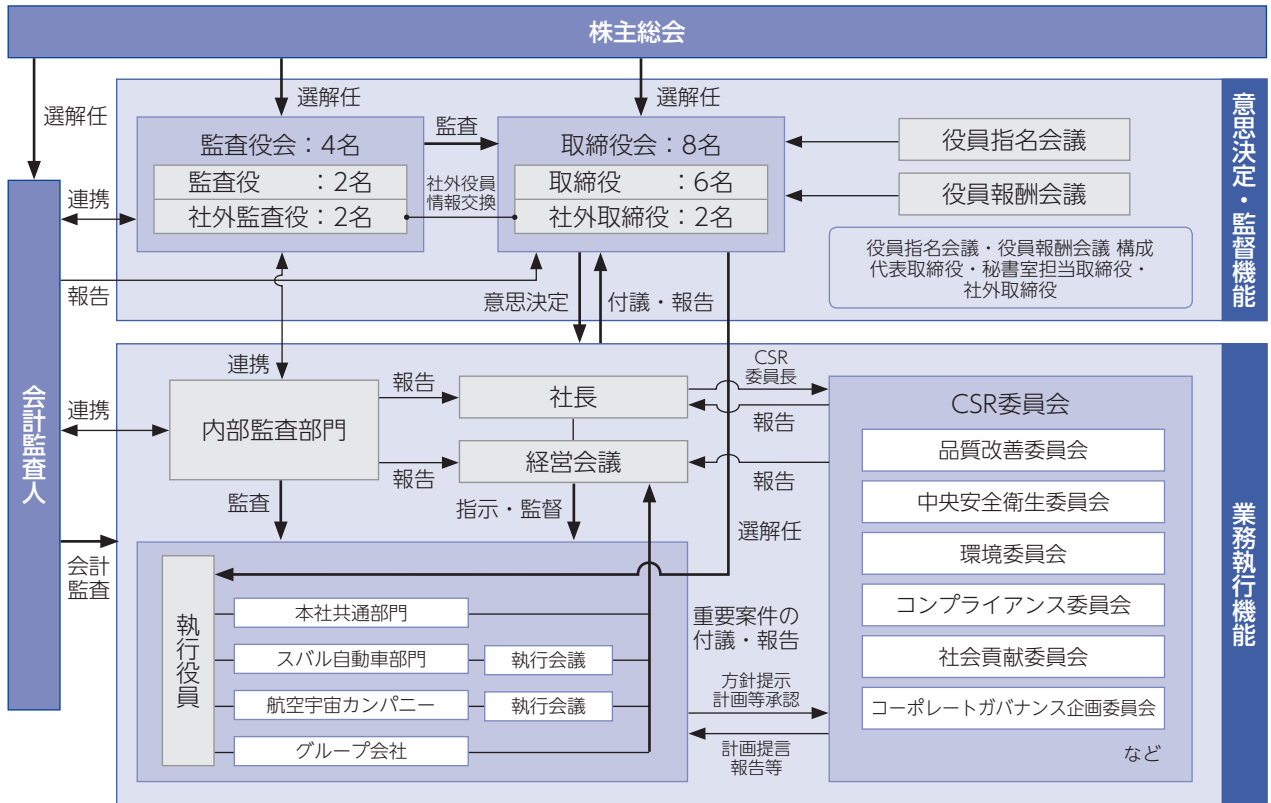 株主総会
選解任
選解任
選解任
意思決定・監督機能
監査役会：4名
監査役　　：2名
社外監査役：2名
監査
社外役員
情報交換
取締役会：8名
取締役　　：6名
社外取締役：2名
役員指名会議
役員報酬会議
役員指名会議・役員報酬会議 構成
代表取締役・秘書室担当取締役・
社外取締役
連携
報告
意思決定
付議・報告
会計監査人
連携
会計
監査
業務執行機能
連携
内部監査部門
報告
報告
社長
経営会議
監査
指示・監督
選解任
CSR
委員長
報告
報告
CSR委員会
品質改善委員会
中央安全衛生委員会
環境委員会
コンプライアンス委員会
社会貢献委員会
コーポレートガバナンス企画委員会
など
執行役員
本社共通部門
スバル自動車部門
執行会議
航空宇宙カンパニー
執行会議
グループ会社
重要案件の
付議・報告
方針提示
計画等承認
計画提言
報告等